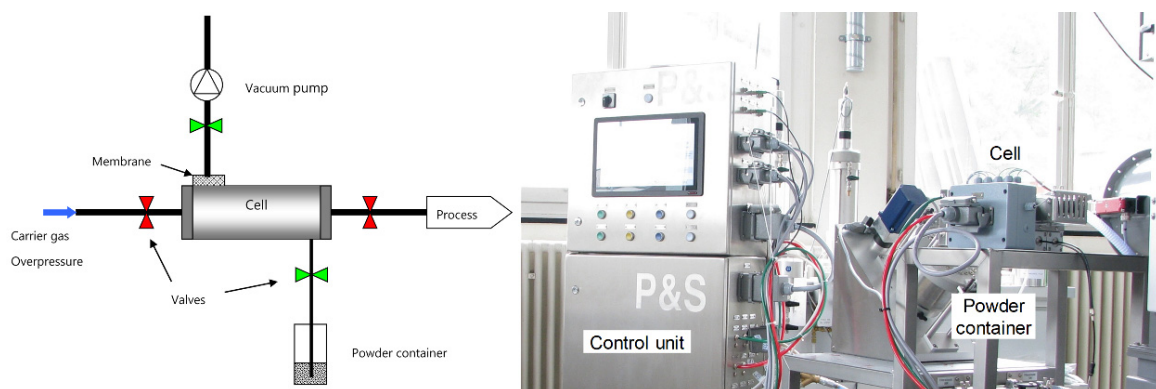 Vacuum pump
Membrane
Cell
Process
Carrier gas
Overpressure
Valves
Powder container
P&S
P&S
Control unit
Cell
Powder
container